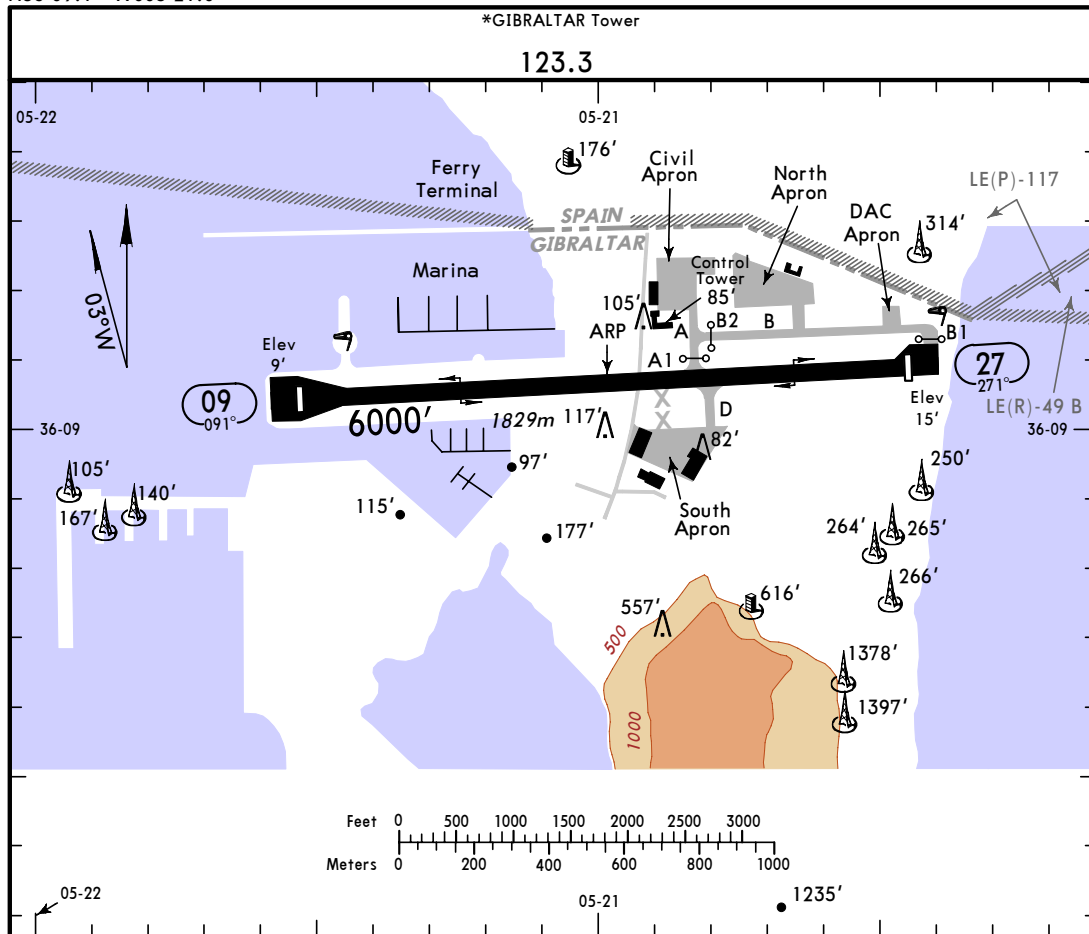 *GIBRALTAR Tower
123.3
05-22
05-21
176'
Ferry
Terminal
Civil
Apron
North
Apron
LE(P)-117
DAC
Apron
314'
SPAIN
GIBRALTAR
Marina
Control
Tower
85'
105'
03°W
ARP
A
B2
B
B1
A1
Elev
9'
09
091°
6000'
1829m
117'
D
82'
27
271°
Elev
15'
LE(R)-49 B
36-09
36-09
105'
140'
167'
97'
115'
177'
South
Apron
250'
264'
265'
266'
557'
616'
500
1000
1378'
1397'
Feet 0 500 1000 1500 2000 2500 3000
Meters 0 200 400 600 800 1000
05-22
05-21
1235'